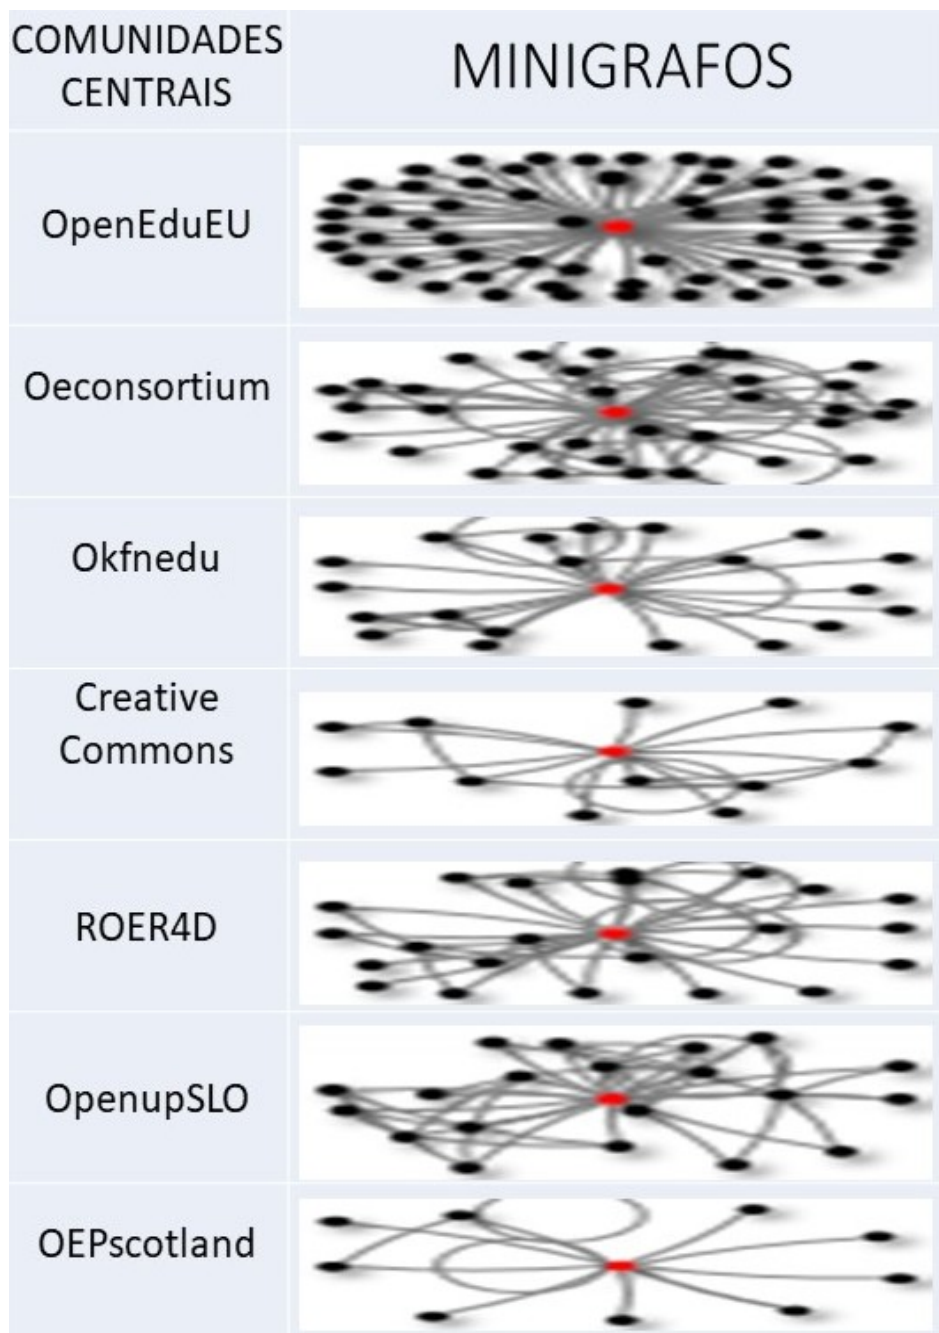 COMUNIDADES
CENTRAIS
MINIGRAFOS
OpenEduEU
Oeconsortium
Okfnedu
Creative
Commons
ROER4D
OpenupSLO
OEPscotland